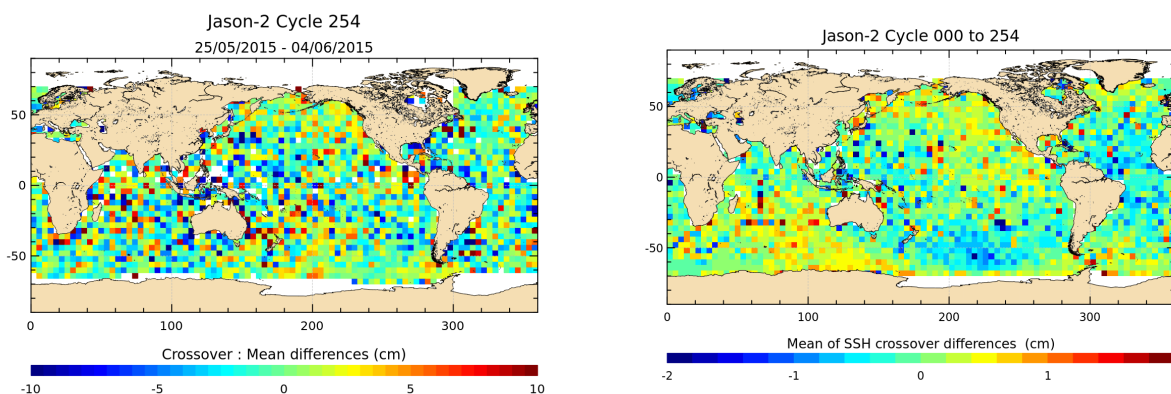 Jason-2 Cycle 254
25/05/2015 - 04/06/2015
50
0
-50
0 100 200 300
Crossover : Mean differences (cm)
-10 -5 0 5 10
Jason-2 Cycle 000 to 254
50
0
-50
0 100 200 300
Mean of SSH crossover differences (cm)
-2 -1 0 1